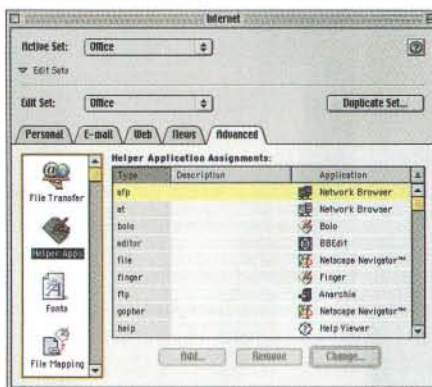 Internet
Active Set: Office
Edit Sets
Edit Set: Office Duplicate Set...
Personal E-mail Web News Advanced
File Transfer
Helper Apps
Fonts
File Mapping
Helper Application Assignments:
Type Description Application
afp Network Browser
at Network Browser
bolo Bolo
editor BBEdit
file Netscape Navigator™
finger Finger
ftp Anarchie
gopher Netscape Navigator™
help Help Viewer
Add... Remove Change...